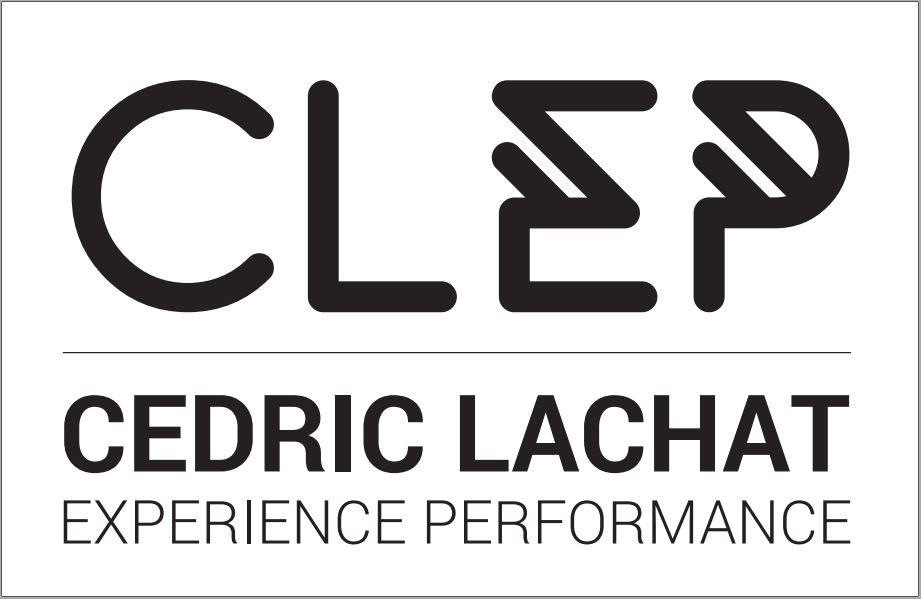 CLEP
CEDRIC LACHAT
EXPERIENCE PERFORMANCE